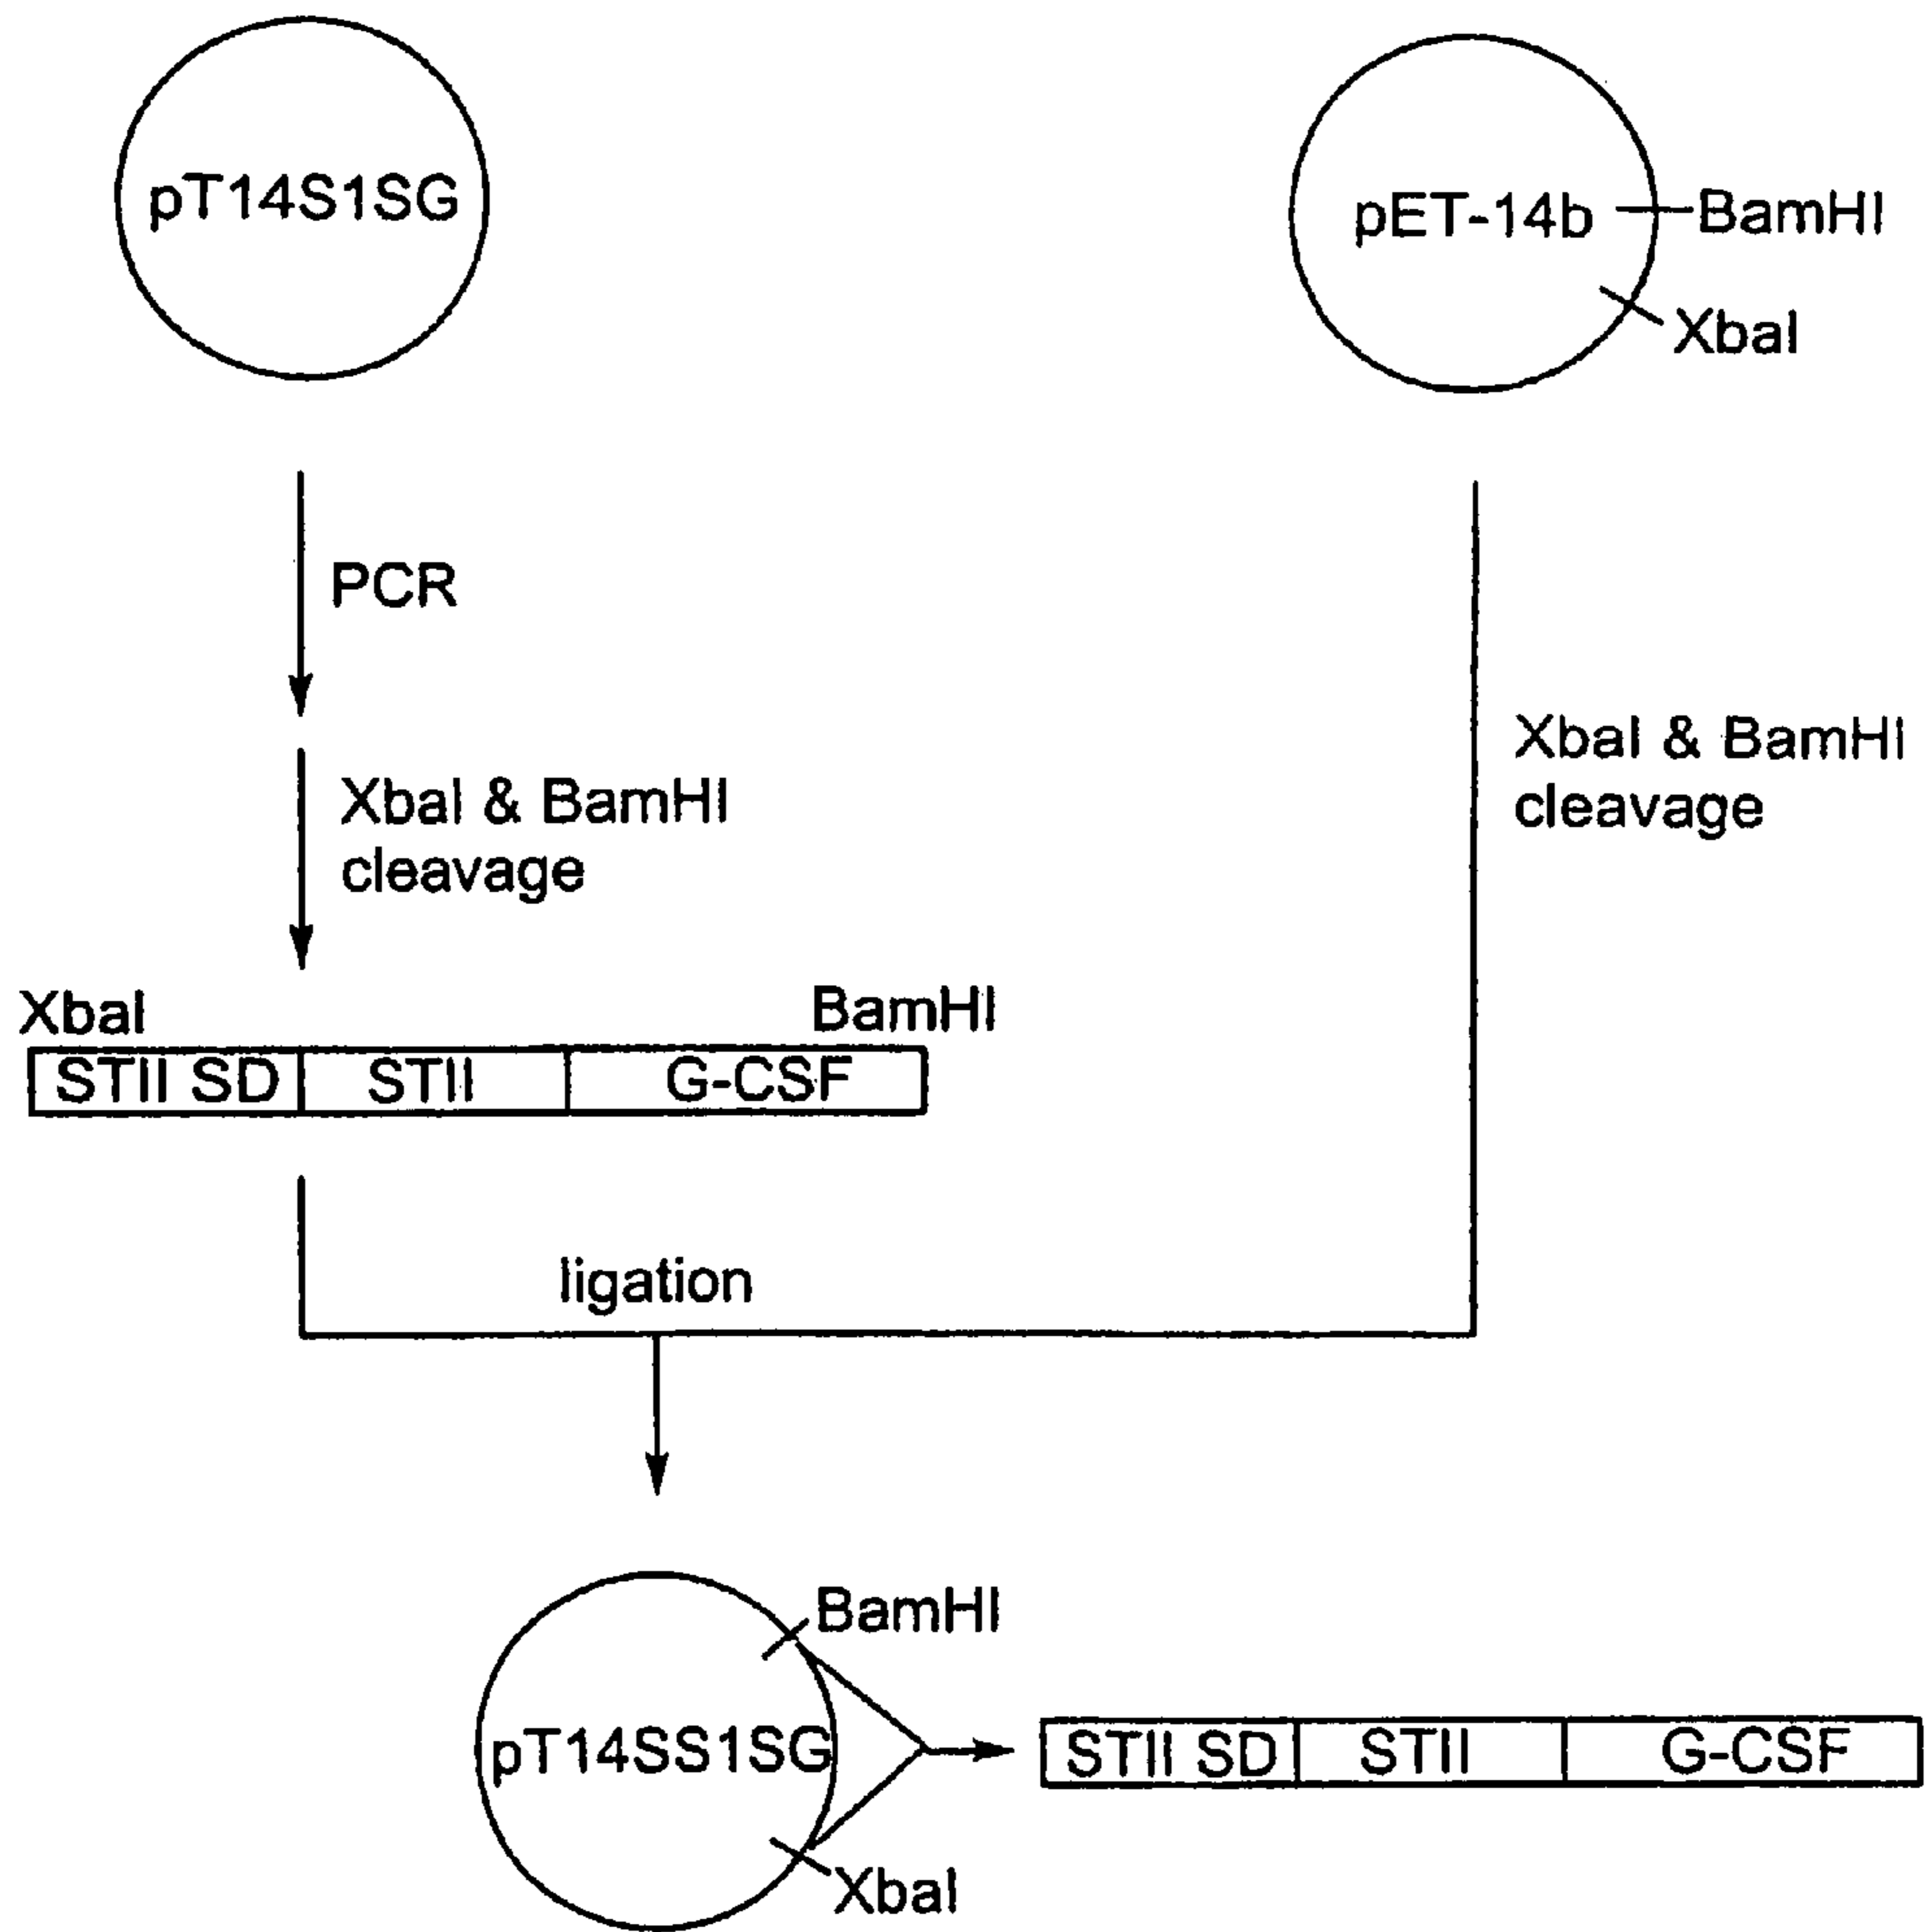 pT14S1SG
pET-14b
BamHI
XbaI
PCR
XbaI & BamHI
cleavage
XbaI & BamHI
cleavage
XbaI
BamHI
STII SD
STII
G-CSF
ligation
BamHI
pT14SS1SG
STII SD
STII
G-CSF
XbaI